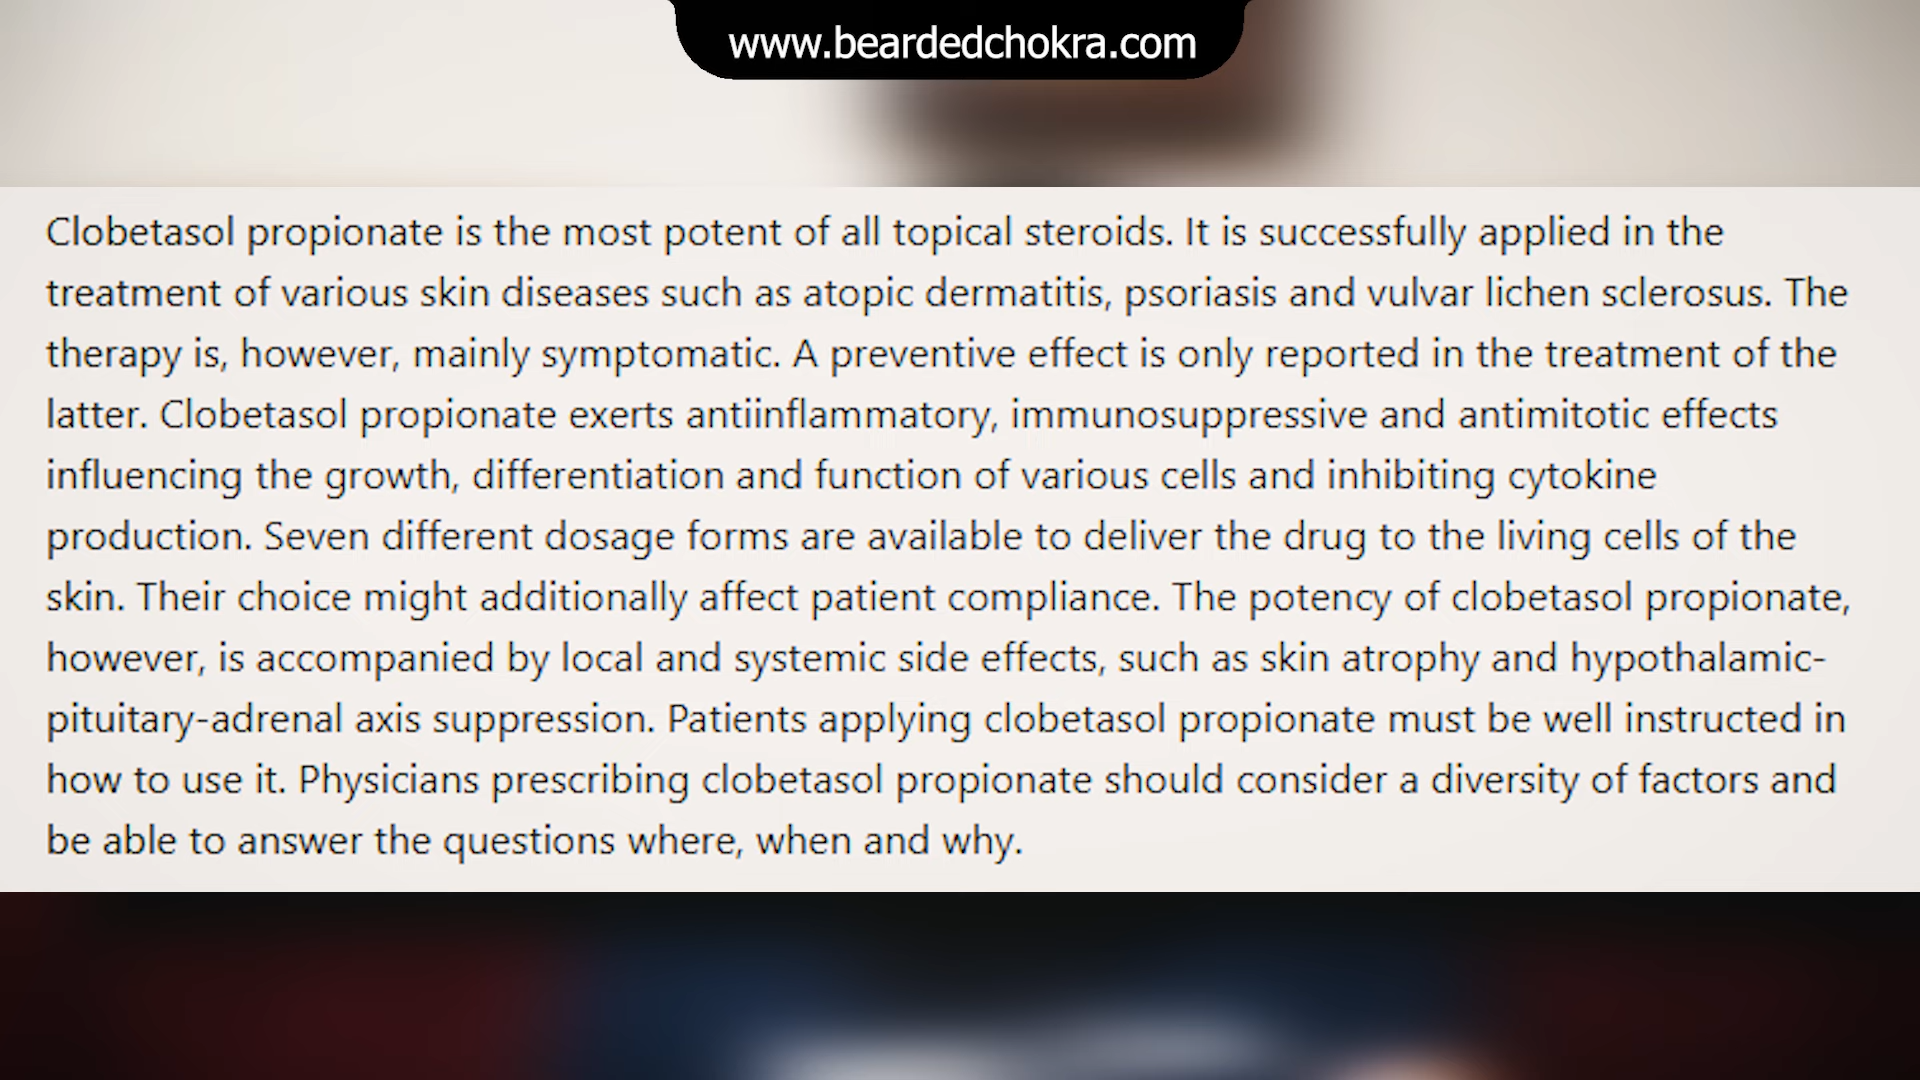 www.beardedchokra.com
Clobetasol propionate is the most potent of all topical steroids. It is successfully applied in the
treatment of various skin diseases such as atopic dermatitis, psoriasis and vulvar lichen sclerosus. The
therapy is, however, mainly symptomatic. A preventive effect is only reported in the treatment of the
latter. Clobetasol propionate exerts antiinflammatory, immunosuppressive and antimitotic effects
influencing the growth, differentiation and function of various cells and inhibiting cytokine
production. Seven different dosage forms are available to deliver the drug to the living cells of the
skin. Their choice might additionally affect patient compliance. The potency of clobetasol propionate,
however, is accompanied by local and systemic side effects, such as skin atrophy and hypothalamic-
pituitary-adrenal axis suppression. Patients applying clobetasol propionate must be well instructed in
how to use it. Physicians prescribing clobetasol propionate should consider a diversity of factors and
be able to answer the questions where, when and why.